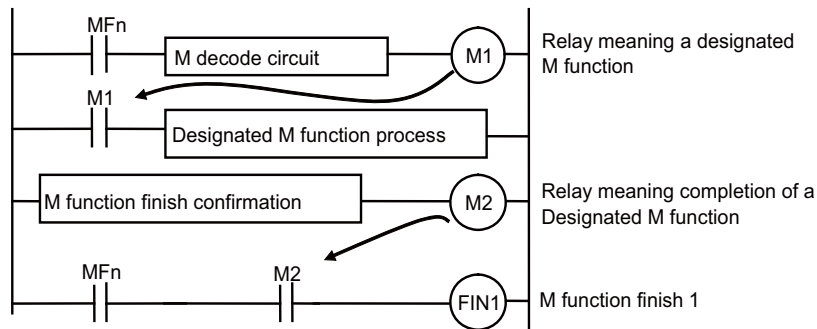 MFn
M decode circuit
M1
Relay meaning a designated
M function
M1
Designated M function process
M function finish confirmation
M2
Relay meaning completion of a
Designated M function
MFn
M2
FIN1
M function finish 1